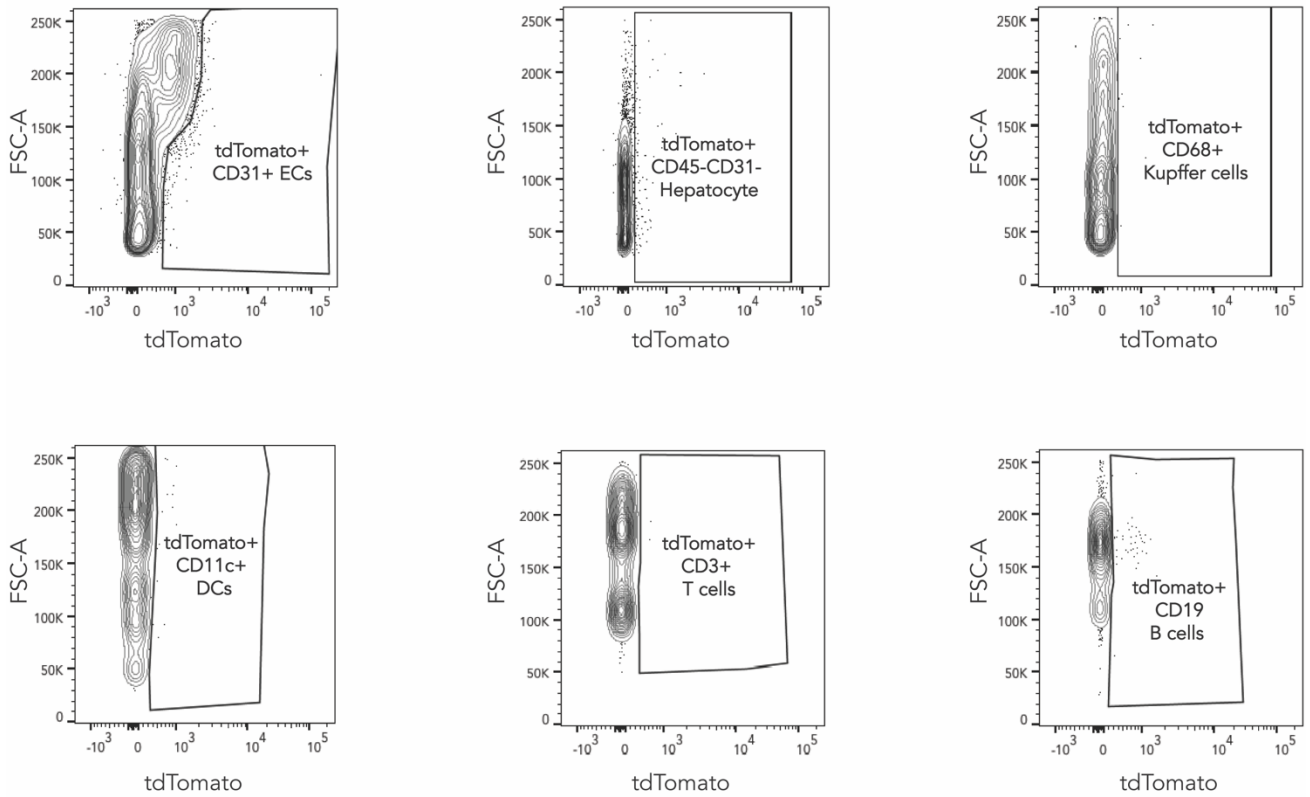 250K
200K
150K
100K
50K
0
FSC-A
tdTomato+
CD31+ ECs
-10³ 0 10³ 10⁴ 10⁵
tdTomato
250K
200K
150K
100K
50K
0
FSC-A
tdTomato+
CD45-CD31-
Hepatocyte
-10³ 0 10³ 10⁴ 10⁵
tdTomato
250K
200K
150K
100K
50K
0
FSC-A
tdTomato+
CD68+
Kupffer cells
-10³ 0 10³ 10⁴ 10⁵
tdTomato
250K
200K
150K
100K
50K
0
FSC-A
tdTomato+
CD11c+
DCs
-10³ 0 10³ 10⁴ 10⁵
tdTomato
250K
200K
150K
100K
50K
0
FSC-A
tdTomato+
CD3+
T cells
-10³ 0 10³ 10⁴ 10⁵
tdTomato
250K
200K
150K
100K
50K
0
FSC-A
tdTomato+
CD19
B cells
-10³ 0 10³ 10⁴ 10⁵
tdTomato